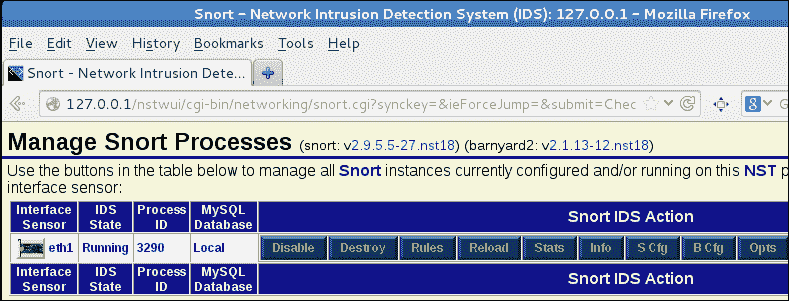 Snort - Network Intrusion Detection System (IDS): 127.0.0.1 - Mozilla Firefox
File Edit View History Bookmarks Tools Help
Snort - Network Intrusion Dete...
127.0.0.1/nstwui/cgi-bin/networking/snort.cgi?synckey=&ieForceJump=&submit=Chec
Manage Snort Processes (snort: v2.9.5.5-27.nst18) (barnyard2: v2.1.13-12.nst18)
Use the buttons in the table below to manage all Snort instances currently configured and/or running on this NST p
interface sensor:
Interface Sensor IDS State Process ID MySQL Database Snort IDS Action
eth1 Running 3290 Local Disable Destroy Rules Reload Stats Info S Cfg B Cfg Opts
Interface Sensor IDS State Process ID MySQL Database Snort IDS Action